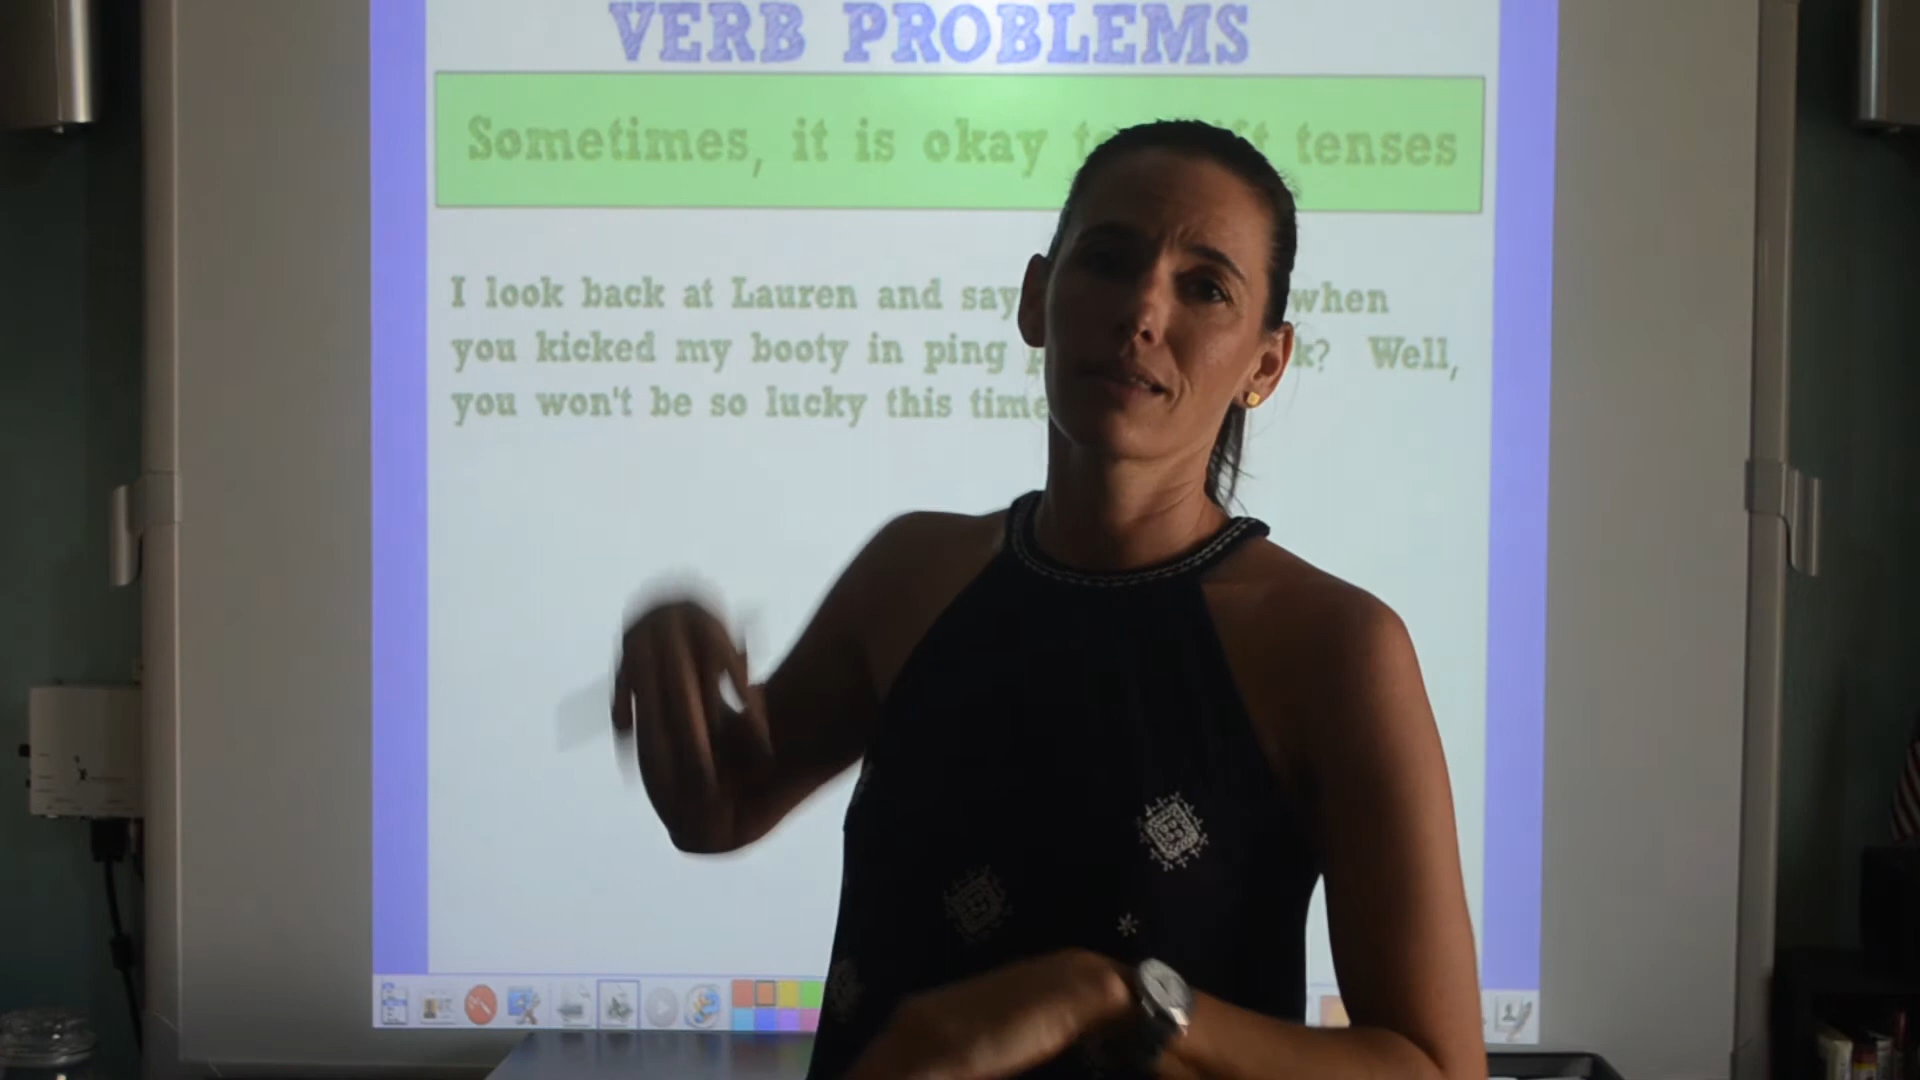 VERB PROBLEMS
Sometimes, it is okay tenses
I look back at Lauren and say when
you kicked my booty in ping Well,
you won't be so lucky this time